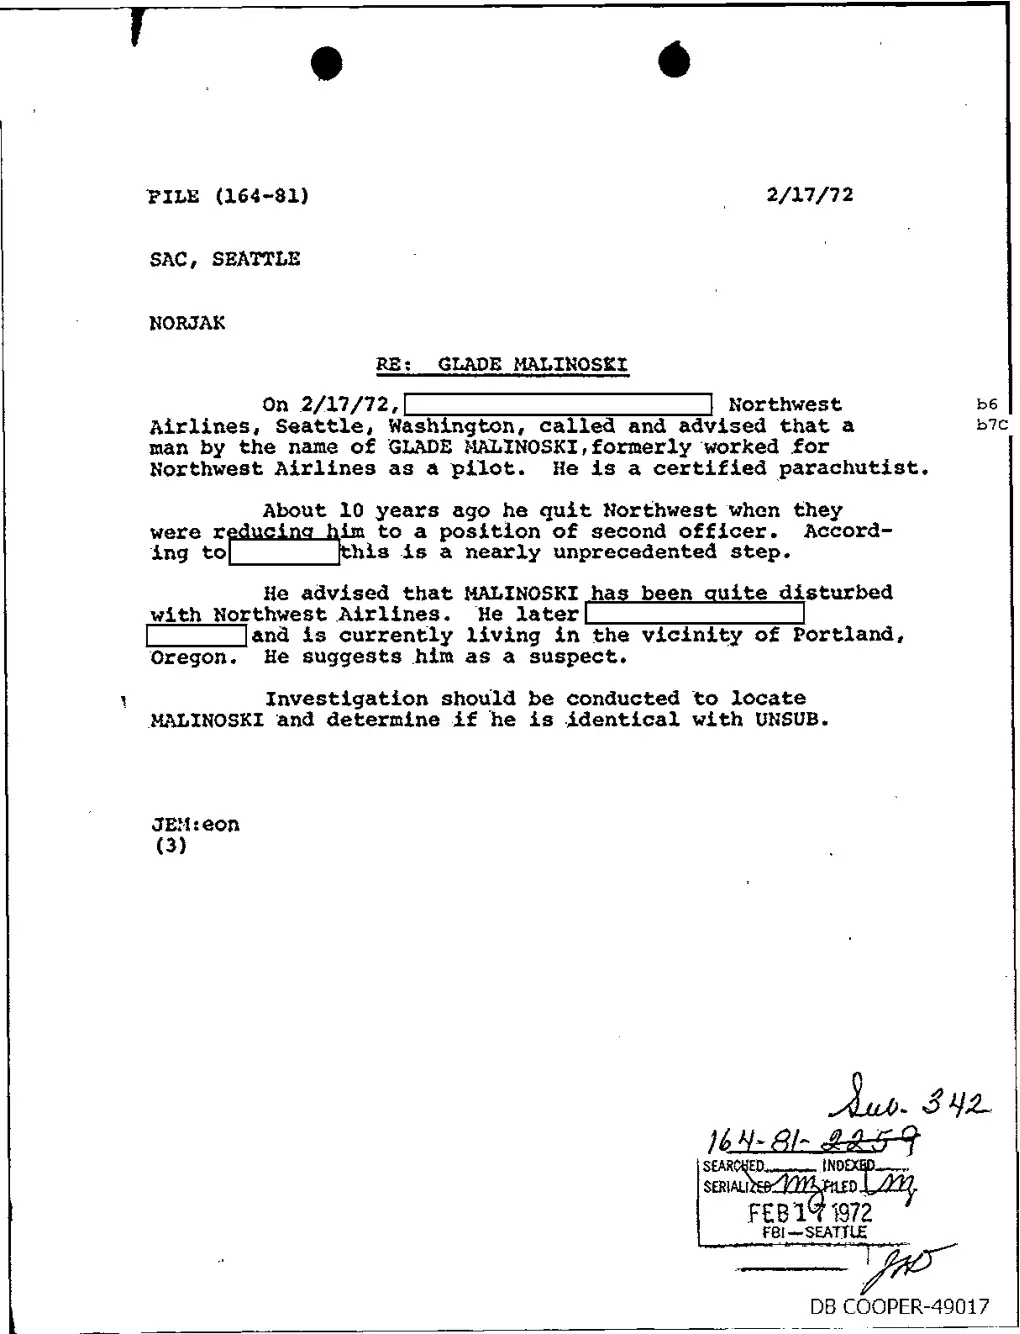 FILE (164-81) 2/17/72
SAC, SEATTLE
NORJAK
RE: GLADE MALINOSKI
On 2/17/72, Northwest b6
Airlines, Seattle, Washington, called and advised that a b7C
man by the name of GLADE MALINOSKI, formerly worked for
Northwest Airlines as a pilot. He is a certified parachutist.
About 10 years ago he quit Northwest when they
were reducing him to a position of second officer. Accord-
ing to this is a nearly unprecedented step.
He advised that MALINOSKI has been quite disturbed
with Northwest Airlines. He later
and is currently living in the vicinity of Portland,
Oregon. He suggests him as a suspect.
Investigation should be conducted to locate
MALINOSKI and determine if he is identical with UNSUB.
JEM:eon
(3)
Sub. 342
164-81-2259
SEARCHED INDEXED
SERIALIZED FILED
FEB 17 1972
FBI—SEATTLE
DB COOPER-49017